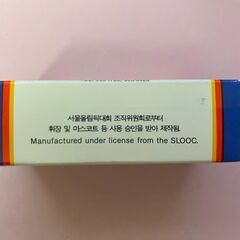 서울올림픽대회 조직위원회로부터
휘장 및 마스코트 등 사용 승인을 받아 제작됨.
Manufactured under license from the SLOOC.